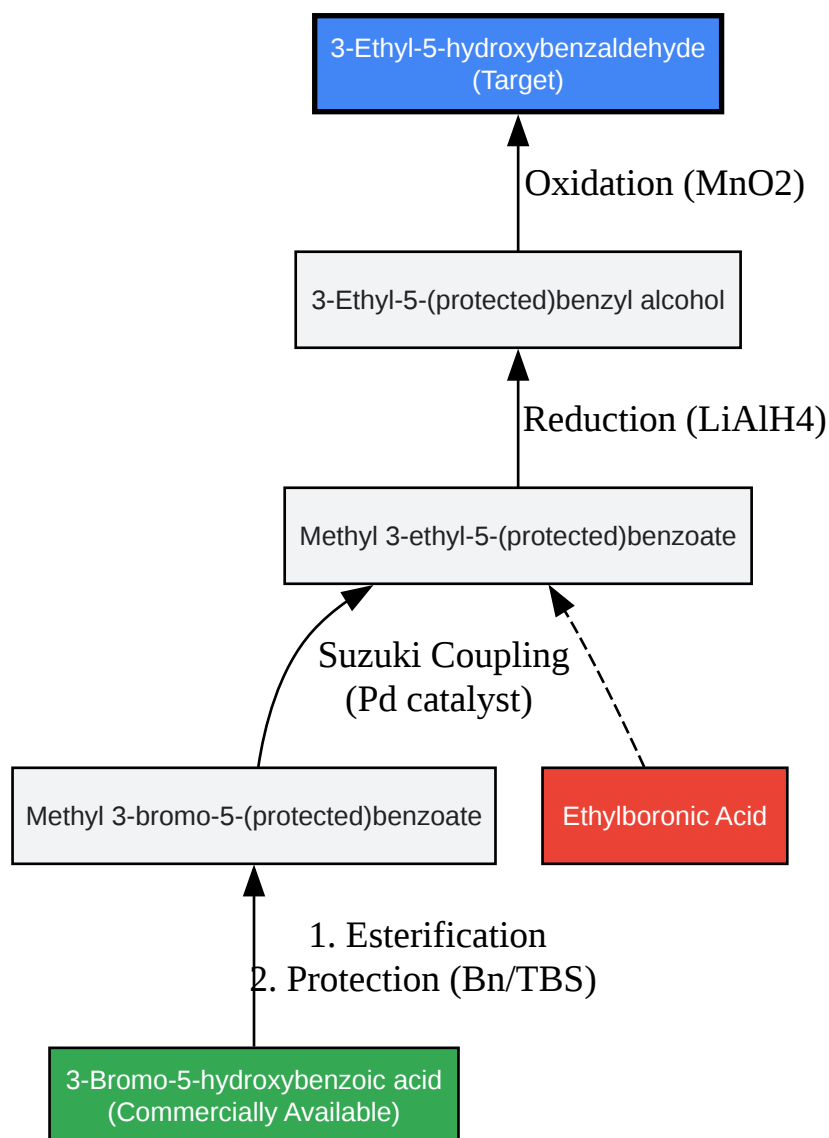 3-Ethyl-5-hydroxybenzaldehyde
(Target)
Oxidation (MnO2)
3-Ethyl-5-(protected)benzyl alcohol
Reduction (LiAlH4)
Methyl 3-ethyl-5-(protected)benzoate
Suzuki Coupling
(Pd catalyst)
Methyl 3-bromo-5-(protected)benzoate
Ethylboronic Acid
1. Esterification
2. Protection (Bn/TBS)
3-Bromo-5-hydroxybenzoic acid
(Commercially Available)